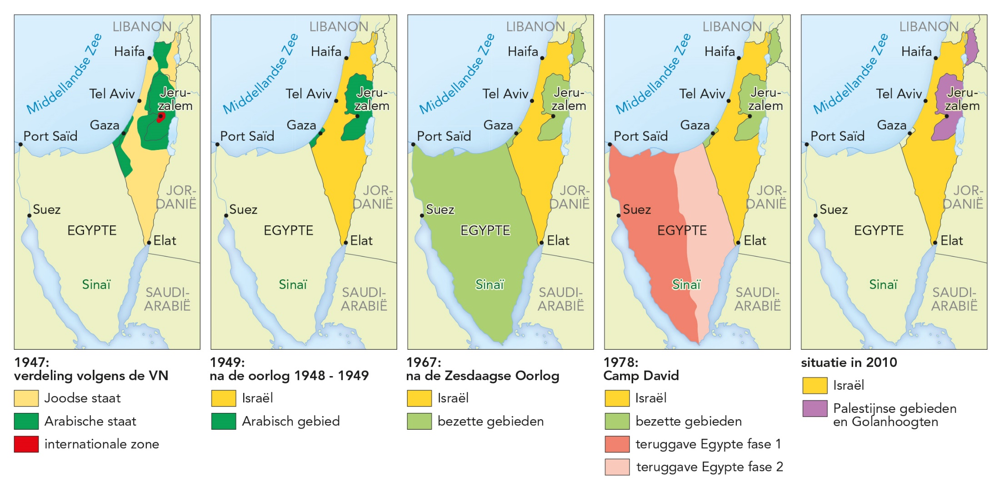 LIBANON
Middellandse Zee
Haifa
Tel Aviv
Jeru-
zalem
Gaza
Port Saïd
JOR-
DANIË
Suez
EGYPTE
Elat
Sinaï
SAUDI-
ARABIË
1947:
verdeling volgens de VN
Joodse staat
Arabische staat
internationale zone
LIBANON
Middellandse Zee
Haifa
Tel Aviv
Jeru-
zalem
Gaza
Port Saïd
JOR-
DANIË
Suez
EGYPTE
Elat
Sinaï
SAUDI-
ARABIË
1949:
na de oorlog 1948 - 1949
Israël
Arabisch gebied
LIBANON
Middellandse Zee
Haifa
Tel Aviv
Jeru-
zalem
Gaza
Port Saïd
JOR-
DANIË
Suez
EGYPTE
Elat
Sinaï
SAUDI-
ARABIË
1967:
na de Zesdaagse Oorlog
Israël
bezette gebieden
LIBANON
Middellandse Zee
Haifa
Tel Aviv
Jeru-
zalem
Gaza
Port Saïd
JOR-
DANIË
Suez
EGYPTE
Elat
Sinaï
SAUDI-
ARABIË
1978:
Camp David
Israël
bezette gebieden
teruggave Egypte fase 1
teruggave Egypte fase 2
LIBANON
Middellandse Zee
Haifa
Tel Aviv
Jeru-
zalem
Gaza
Port Saïd
JOR-
DANIË
Suez
EGYPTE
Elat
Sinaï
SAUDI-
ARABIË
situatie in 2010
Israël
Palestijnse gebieden
en Golanhoogten